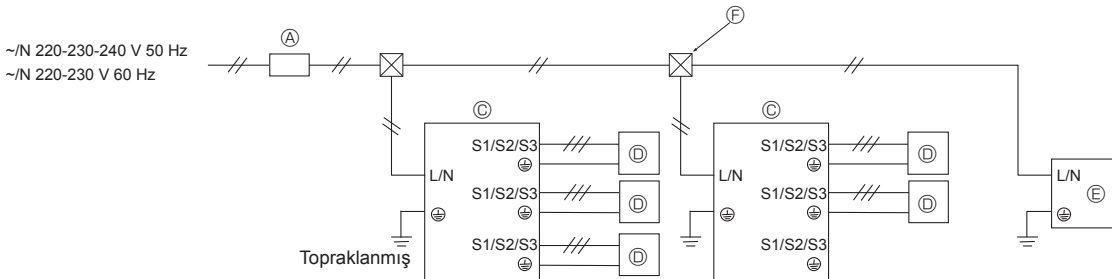 Ⓕ
~/N 220-230-240 V 50 Hz
Ⓐ
~/N 220-230 V 60 Hz
Ⓒ
Ⓒ
S1/S2/S3
Ⓓ
S1/S2/S3
Ⓓ
L/N
S1/S2/S3
Ⓓ
L/N
S1/S2/S3
Ⓓ
L/N
Ⓔ
Topraklanmış
S1/S2/S3
Ⓓ
S1/S2/S3